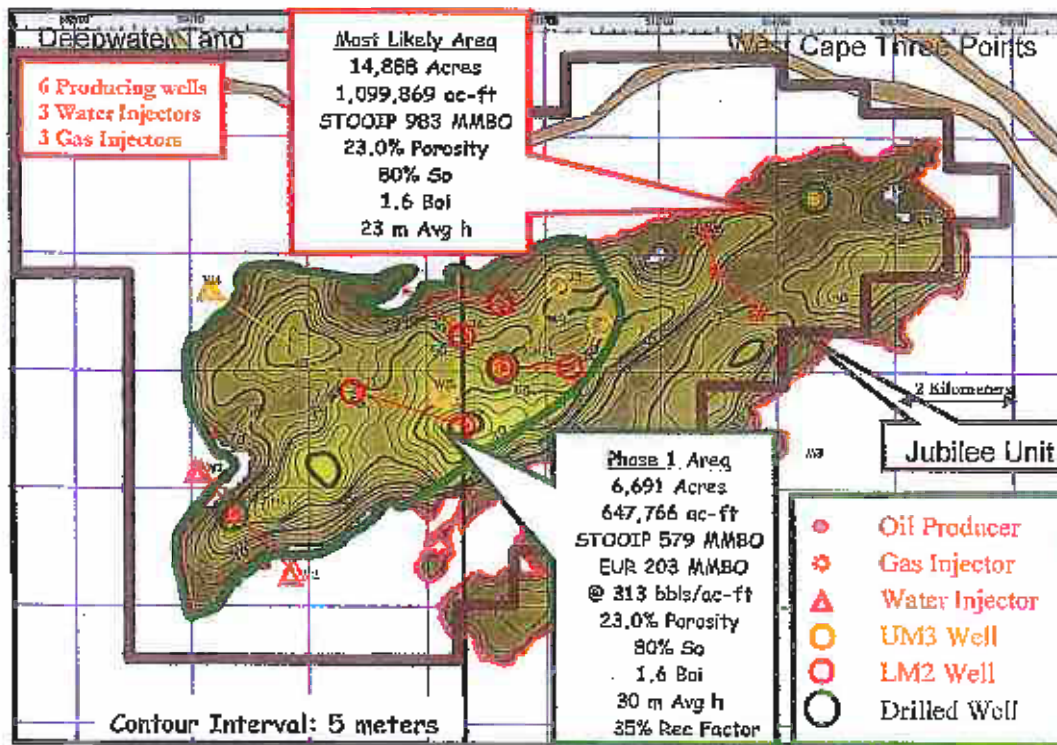 Deepwater Tano
West Cape Three Points
6 Producing wells
3 Water Injectors
3 Gas Injectors
Most Likely Area
14,888 Acres
1,099,869 ac-ft
STOOIP 983 MMBO
23.0% Porosity
80% So
1.6 Boi
23 m Avg h
2 Kilometers
Jubilee Unit
Phase 1 Area
6,691 Acres
647,766 ac-ft
STOOIP 579 MMBO
EUR 203 MMBO
@ 313 bbls/ac-ft
23.0% Porosity
80% So
1.6 Boi
30 m Avg h
35% Rec Factor
Oil Producer
Gas Injector
Water Injector
UM3 Well
LM2 Well
Drilled Well
Contour Interval: 5 meters